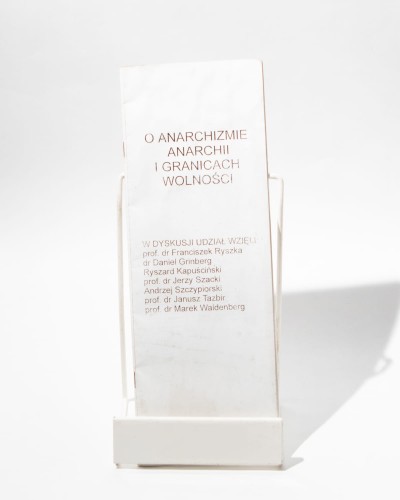 O ANARCHIZMIE
ANARCHII
I GRANICACH
WOLNOŚCI
W DYSKUSJI UDZIAŁ WZIĘLI
prof. dr Franciszek Ryszka
dr Daniel Grinberg
Ryszard Kapuściński
prof. dr Jerzy Szacki
Andrzej Szczypiorski
prof. dr Janusz Tazbir
prof. dr Marek Waldenberg